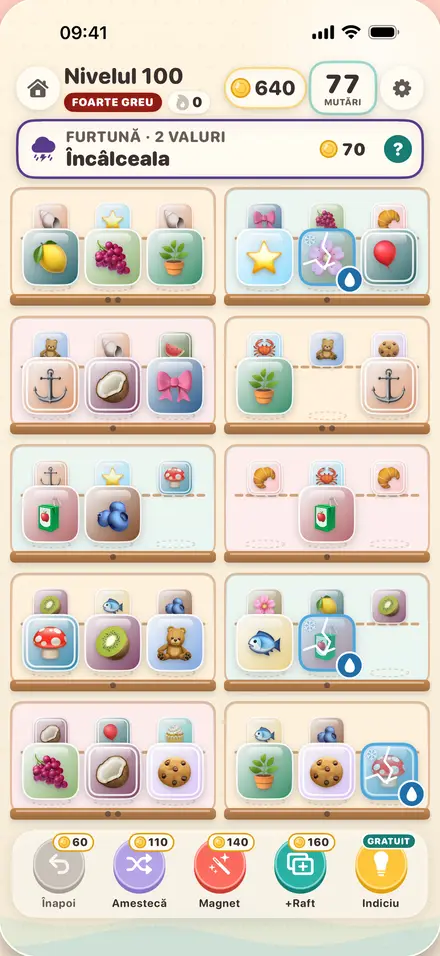 09:41
Nivelul 100
FOARTE GREU
0
640
77
MUTĂRI
FURTUNĂ · 2 VALURI
Încâlceala
70
?
60
110
140
160
GRATUIT
Înapoi
Amestecă
Magnet
+Raft
Indiciu